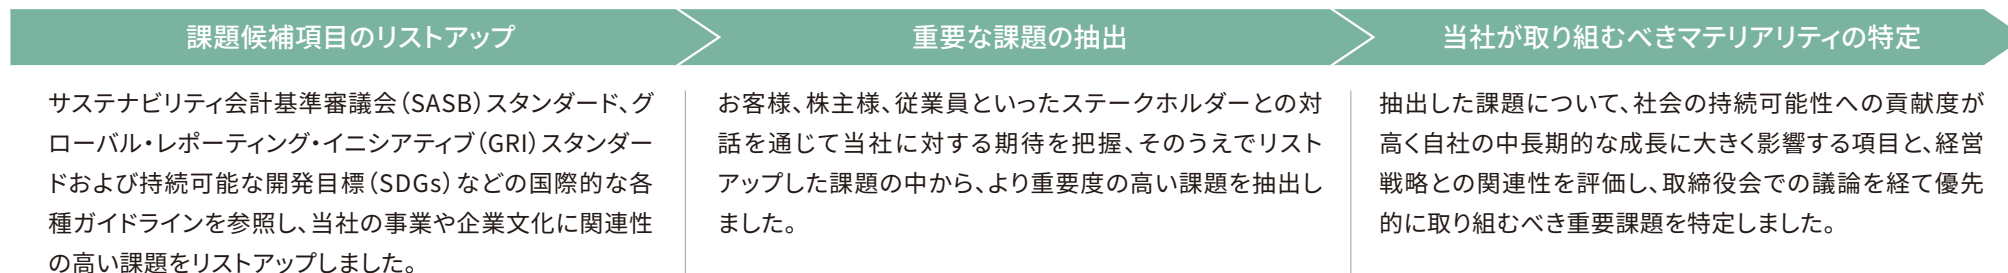 課題候補項目のリストアップ
重要な課題の抽出
当社が取り組むべきマテリアリティの特定
サステナビリティ会計基準審議会(SASB)スタンダード、グ
ローバル・レポーティング・イニシアティブ(GRI)スタンダー
ドおよび持続可能な開発目標(SDGs)などの国際的な各
種ガイドラインを参照し、当社の事業や企業文化に関連性
の高い課題をリストアップしました。
お客様、株主様、従業員といったステークホルダーとの対
話を通じて当社に対する期待を把握、そのうえでリスト
アップした課題の中から、より重要度の高い課題を抽出し
ました。
抽出した課題について、社会の持続可能性への貢献度が
高く自社の中長期的な成長に大きく影響する項目と、経営
戦略との関連性を評価し、取締役会での議論を経て優先
的に取り組むべき重要課題を特定しました。